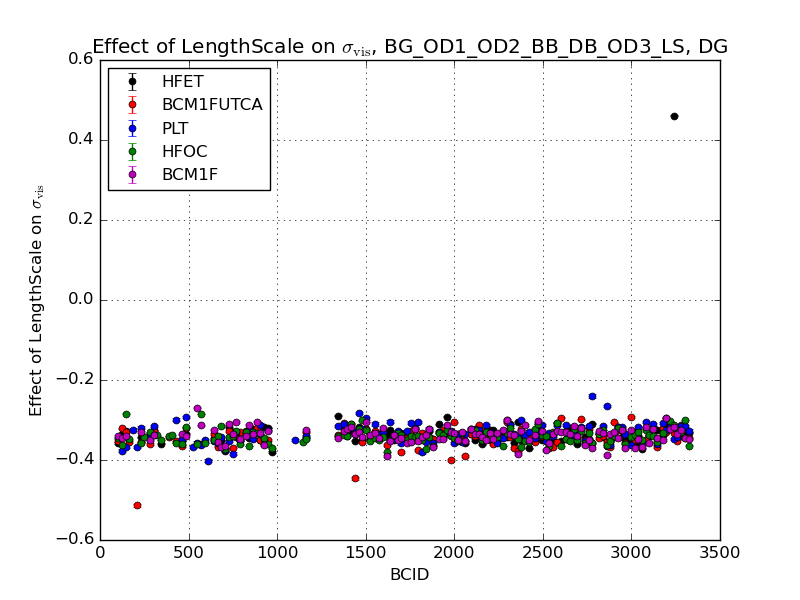 Effect of LengthScale on σvis, BG_OD1_OD2_BB_DB_OD3_LS, DG
HFET
BCM1FUTCA
PLT
HFOC
BCM1F
0.6
0.4
0.2
0.0
−0.2
−0.4
−0.6
Effect of LengthScale on σvis
0 500 1000 1500 2000 2500 3000 3500
BCID